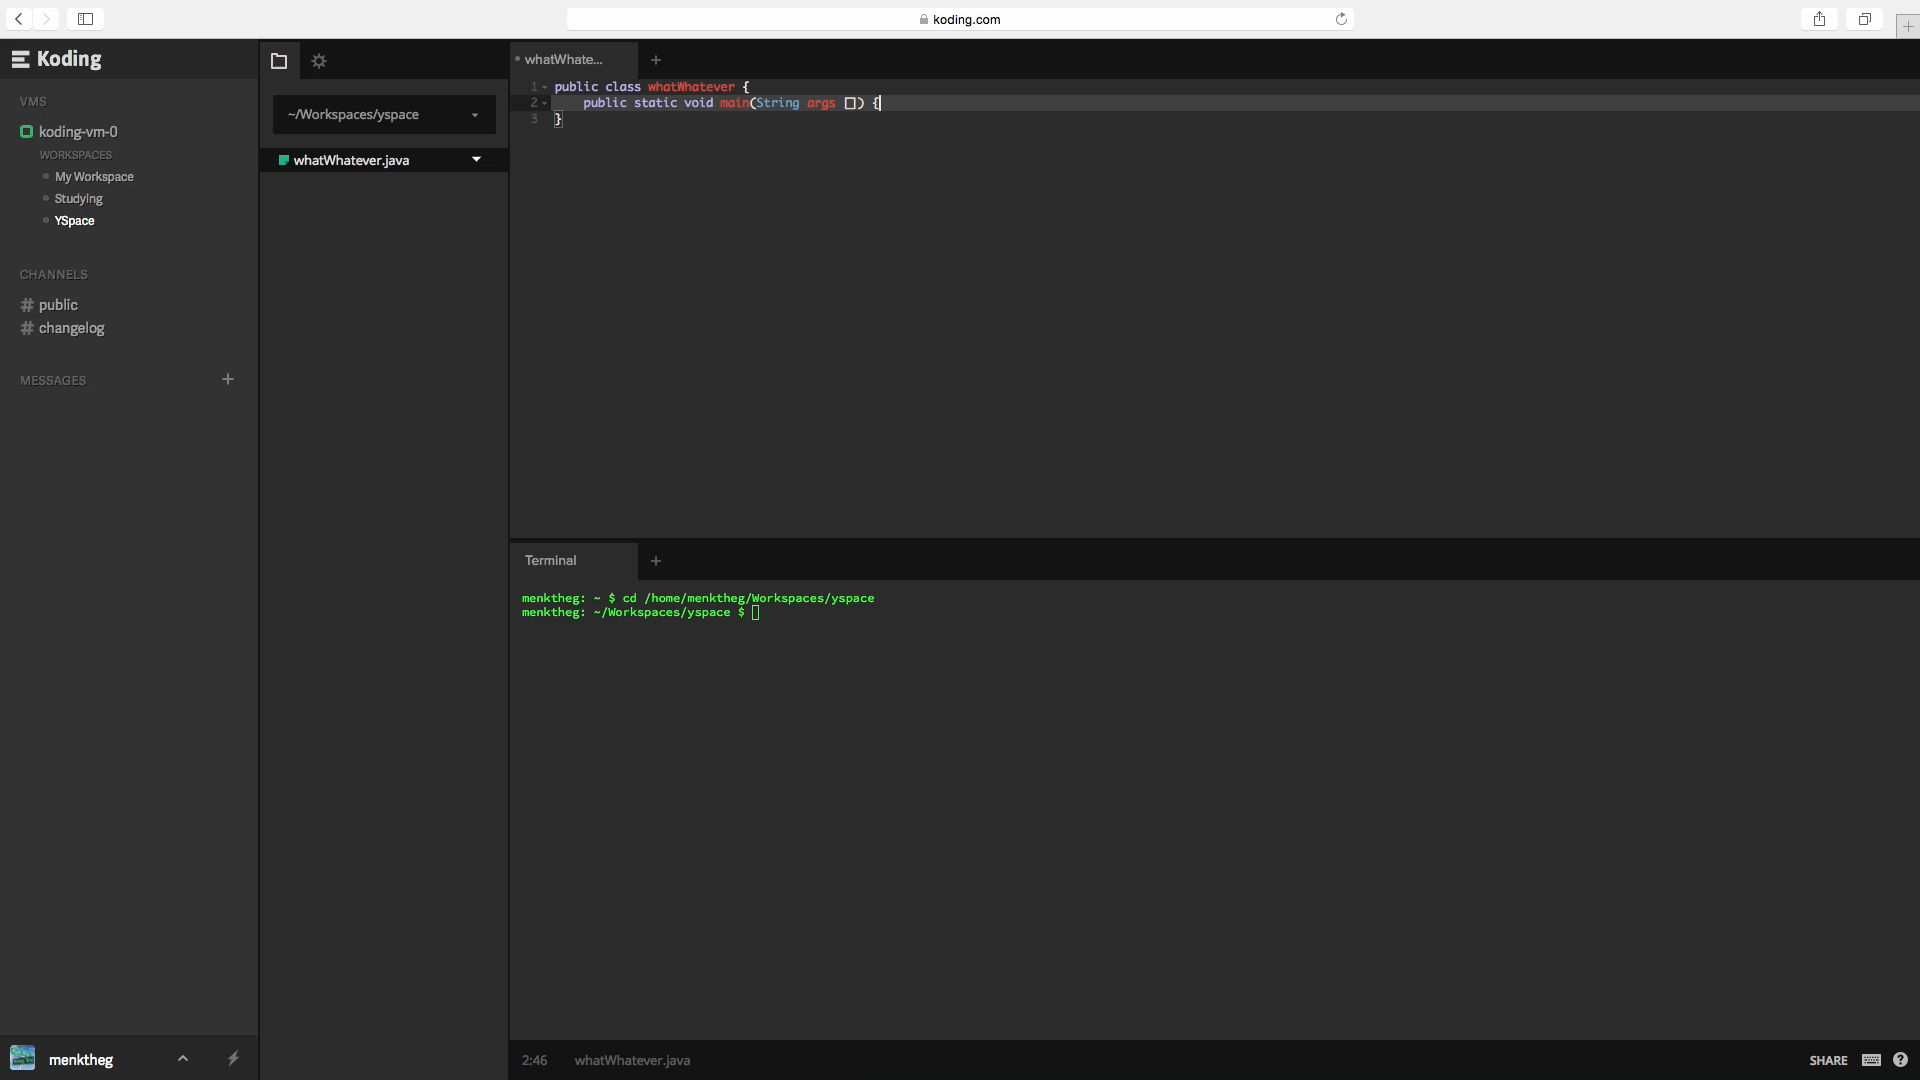 koding.com
Koding
VMS
koding-vm-0
WORKSPACES
My Workspace
Studying
YSpace
CHANNELS
# public
# changelog
MESSAGES +
menktheg
~/Workspaces/yspace
whatWhatever.java
whatWhate... +
1 public class whatWhatever {
2 public static void main(String args []) {
3 }
Terminal +
menktheg: ~ $ cd /home/menktheg/Workspaces/yspace
menktheg: ~/Workspaces/yspace $
2:46 whatWhatever.java
SHARE ?